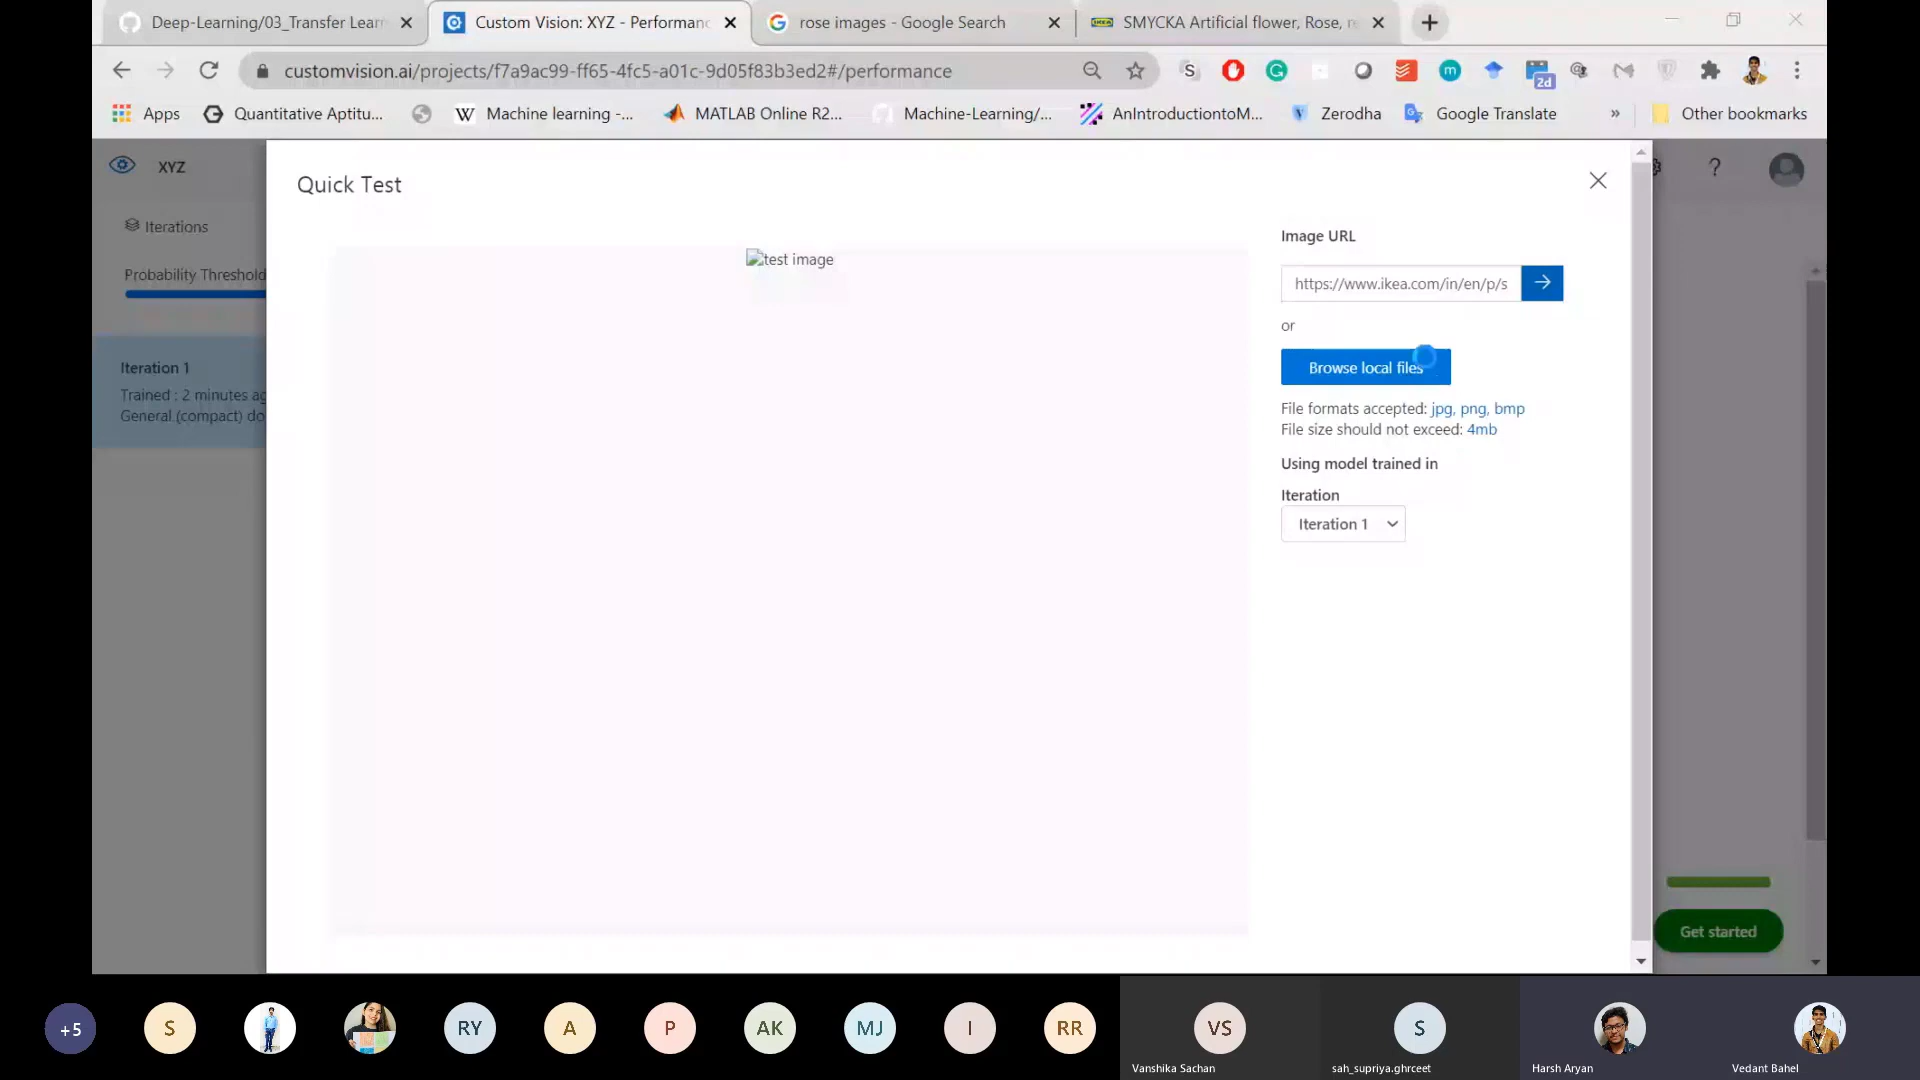 Deep-Learning/03_Transfer Learn
Custom Vision: XYZ - Performanc
rose images - Google Search
SMYCKA Artificial flower, Rose, re
customvision.ai/projects/f7a9ac99-ff65-4fc5-a01c-9d05f83b3ed2#/performance
2d
Apps
Quantitative Aptitu...
Machine learning -...
MATLAB Online R2...
Machine-Learning/...
AnIntroductiontoM...
Zerodha
Google Translate
»
Other bookmarks
XYZ
Quick Test
?
Iterations
Image URL
test image
Probability Threshold
https://www.ikea.com/in/en/p/s
or
Iteration 1
Browse local files
Trained : 2 minutes ag
General (compact) do
File formats accepted: jpg, png, bmp
File size should not exceed: 4mb
Using model trained in
Iteration
Iteration 1
Get started
+5
S
RY
A
P
AK
MJ
I
RR
VS
S
Vanshika Sachan
sah_supriya.ghrceet
Harsh Aryan
Vedant Bahel